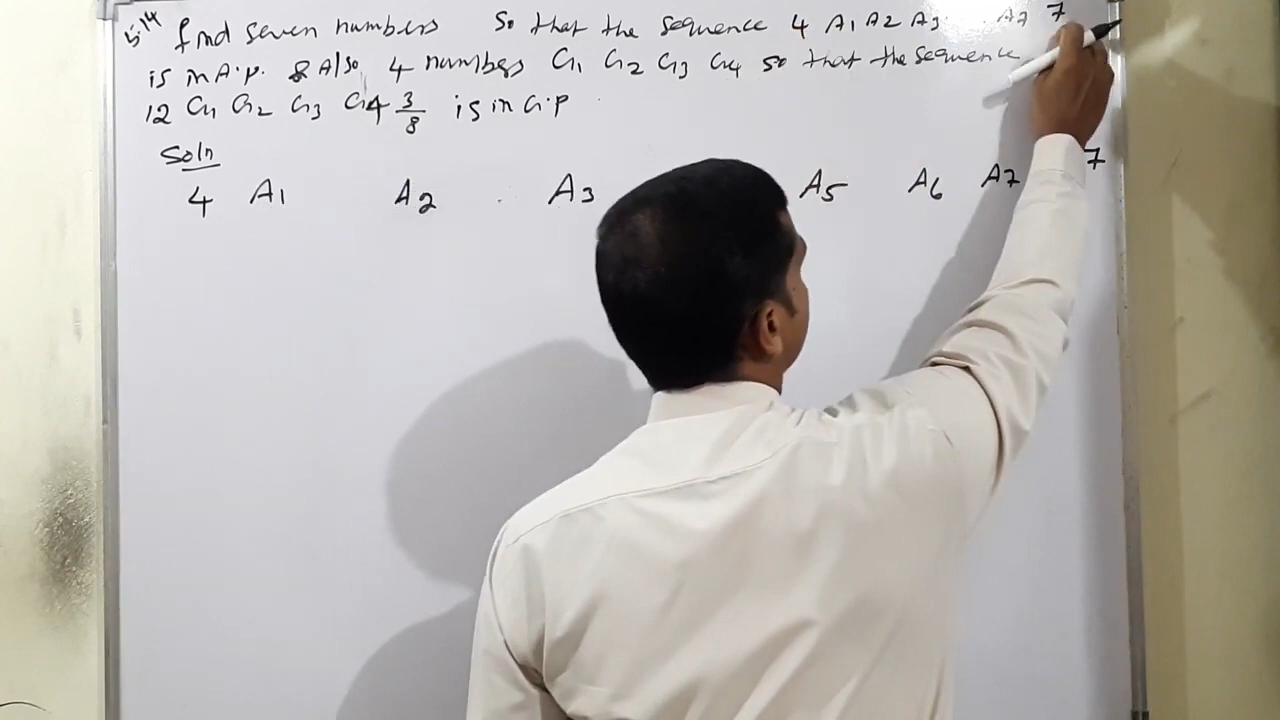 5.14 find seven numbers so that the sequence 4 A1 A2 A3 . . A7 7
is in A.p. & Also 4 numbers G1 G2 G3 G4 so that the sequence
12 G1 G2 G3 G4 3/8 is in G.P
Soln
4 A1 A2 A3 A5 A6 A7 7